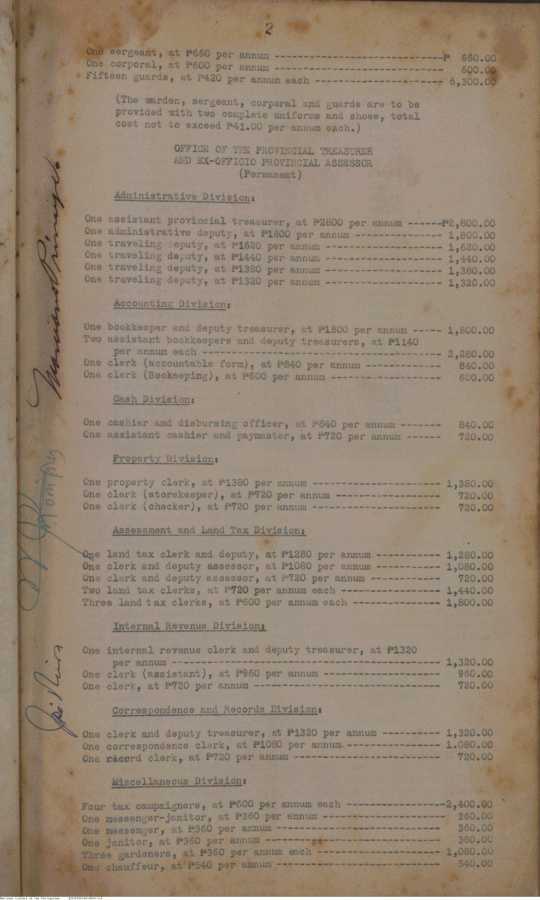 2
One sergeant, at ₱660 per annum ------------------------₱ 660.00
One corporal, at ₱600 per annum ------------------------ 600.00
Fifteen guards, at ₱420 per annum each ------------------ 6,300.00
(The warden, sergeant, corporal and guards are to be
provided with two complete uniforms and shoes, total
cost not to exceed ₱41.00 per annum each.)
OFFICE OF THE PROVINCIAL TREASURER
AND EX-OFFICIO PROVINCIAL ASSESSOR
(Permanent)
Administrative Division:
One assistant provincial treasurer, at ₱2800 per annum ------₱2,800.00
One administrative deputy, at ₱1800 per annum -------------- 1,800.00
One traveling deputy, at ₱1620 per annum ------------------- 1,620.00
One traveling deputy, at ₱1440 per annum ------------------- 1,440.00
One traveling deputy, at ₱1380 per annum ------------------- 1,380.00
One traveling deputy, at ₱1320 per annum ------------------- 1,320.00
Accounting Division:
One bookkeeper and deputy treasurer, at ₱1800 per annum ----- 1,800.00
Two assistant bookkeepers and deputy treasurers, at ₱1140
per annum each --------------------------------------- 2,280.00
One clerk (accountable form), at ₱840 per annum ------------ 840.00
One clerk (Bookeeping), at ₱600 per annum ------------------ 600.00
Cash Division:
One cashier and disbursing officer, at ₱840 per annum ------- 840.00
One assistant cashier and paymaster, at ₱720 per annum ----- 720.00
Property Division:
One property clerk, at ₱1380 per annum --------------------- 1,380.00
One clerk (storekeeper), at ₱720 per annum ----------------- 720.00
One clerk (checker), at ₱720 per annum --------------------- 720.00
Assessment and Land Tax Division:
One land tax clerk and deputy, at ₱1280 per annum ----------- 1,280.00
One clerk and deputy assessor, at ₱1080 per annum ----------- 1,080.00
One clerk and deputy assessor, at ₱720 per annum ------------ 720.00
Two land tax clerks, at ₱720 per annum each ---------------- 1,440.00
Three land tax clerks, at ₱600 per annum each -------------- 1,800.00
Internal Revenue Division:
One internal revenue clerk and deputy treasurer, at ₱1320
per annum ------------------------------------------- 1,320.00
One clerk (assistant), at ₱960 per annum ------------------- 960.00
One clerk, at ₱720 per annum ------------------------------ 720.00
Correspondence and Records Division:
One clerk and deputy treasurer, at ₱1320 per annum ---------- 1,320.00
One correspondence clerk, at ₱1080 per annum --------------- 1.080.00
One record clerk, at ₱720 per annum ------------------------ 720.00
Miscellaneous Division:
Four tax campaigners, at ₱600 per annum each ---------------2,400.00
One messenger-janitor, at ₱360 per annum ------------------- 360.00
One messenger, at ₱360 per annum --------------------------- 360.00
One janitor, at ₱360 per annum ----------------------------- 360.00
Three gardeners, at ₱360 per annum each -------------------- 1,080.00
One chauffeur, at ₱540 per annum --------------------------- 540.00